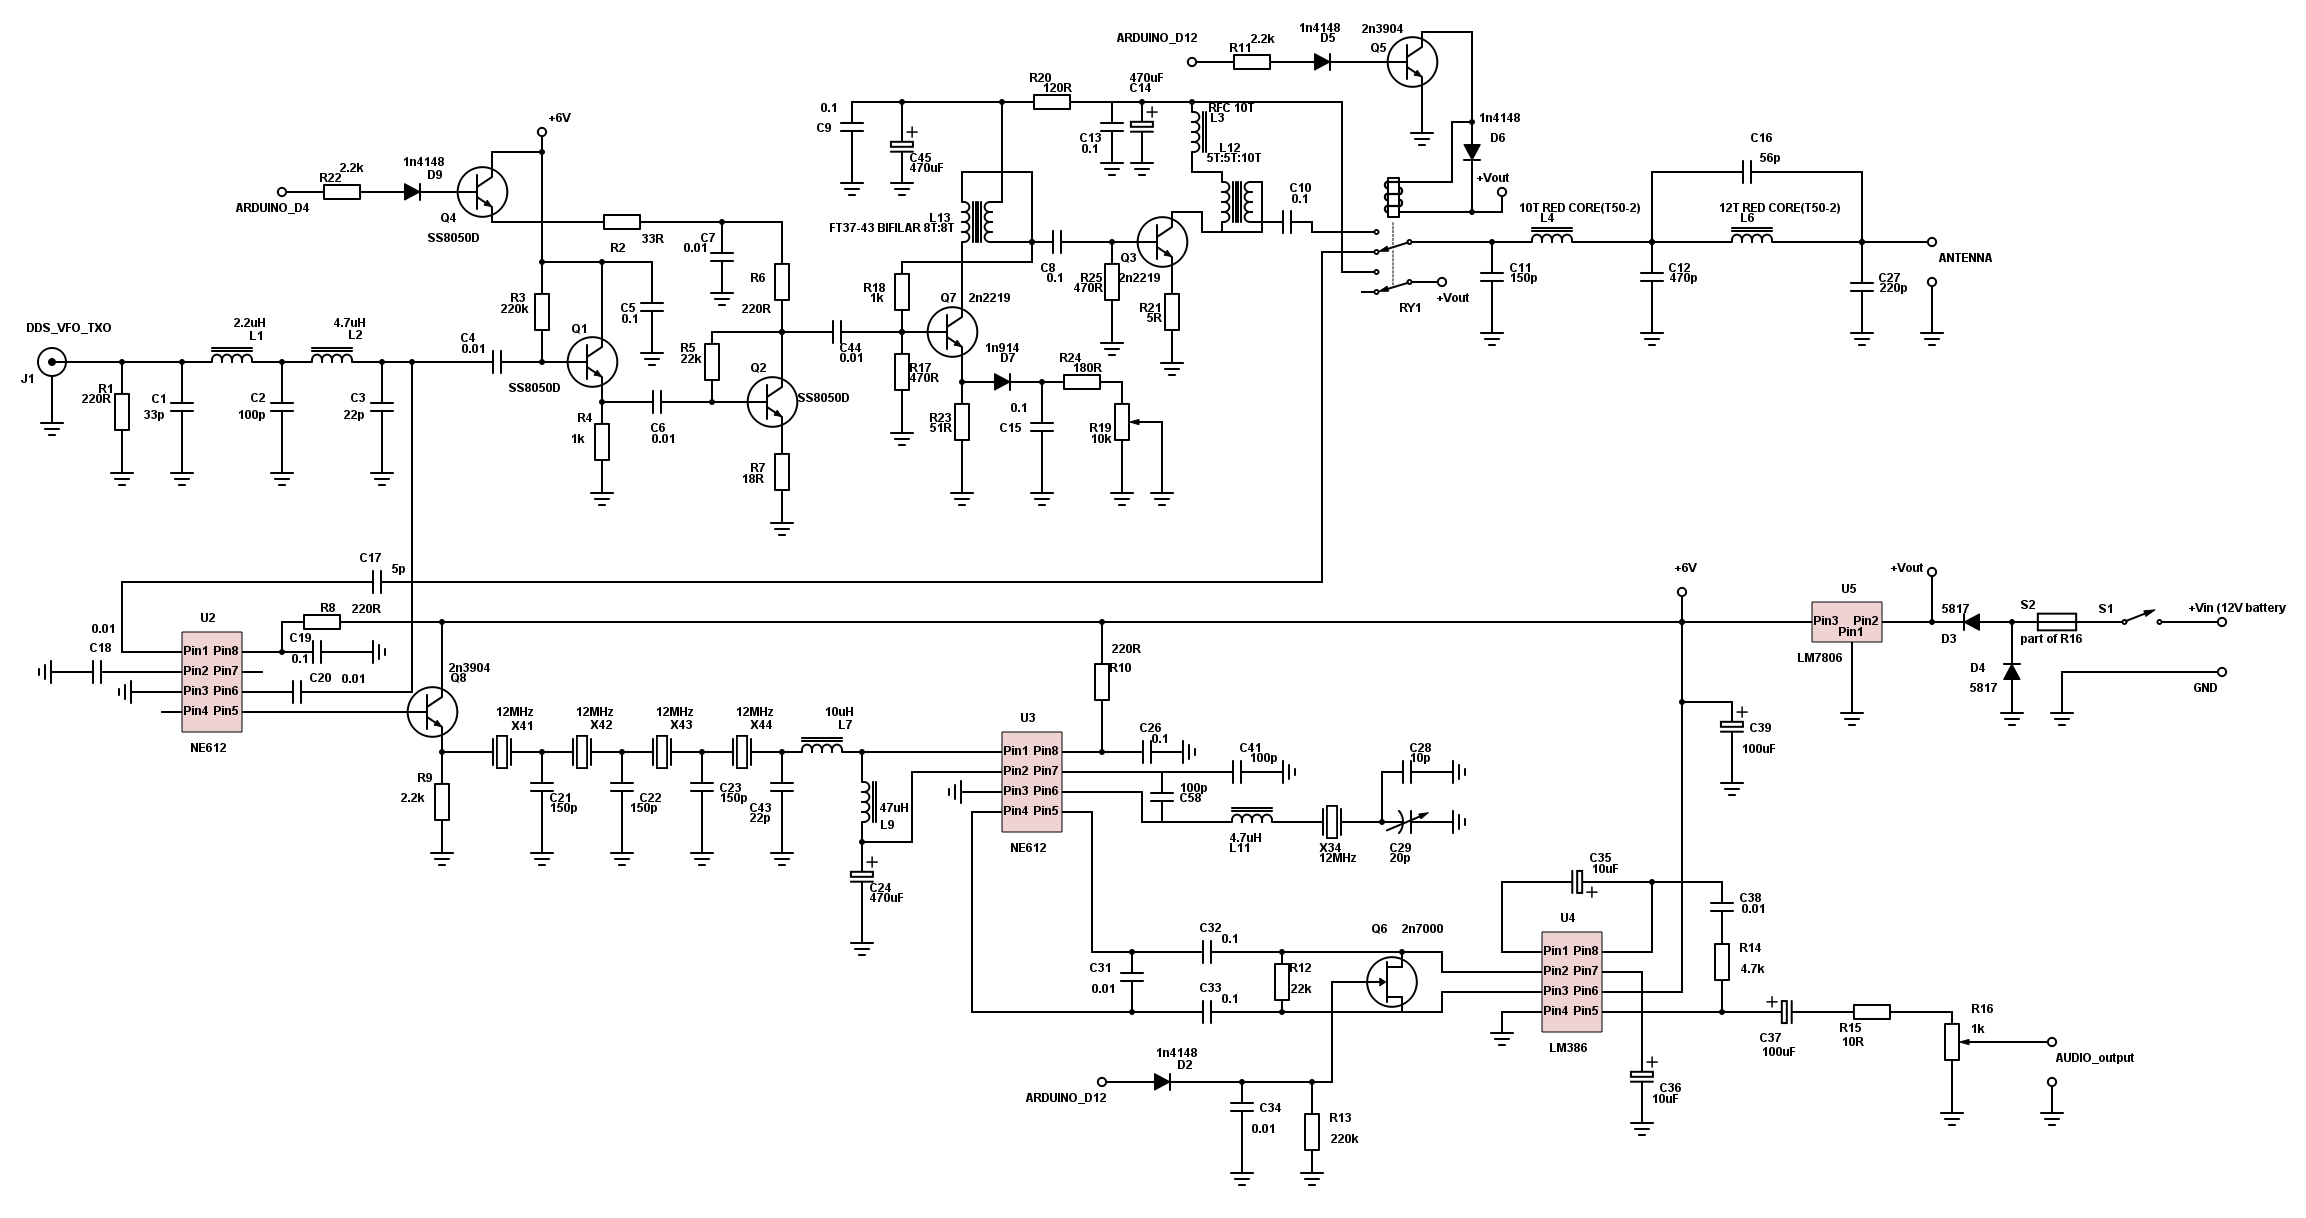 ARDUINO_D12
R11
2.2k
1n4148
D5
2n3904
Q5
R20
120R
470uF
C14
0.1
C9
C45
470uF
C13
0.1
RFC 10T
L3
L12
5T:5T:10T
1n4148
D6
C16
56p
+6V
ARDUINO_D4
R22
2.2k
1n4148
D9
Q4
SS8050D
R2
33R
C7
0.01
L13
FT37-43 BIFILAR 8T:8T
C10
0.1
+Vout
10T RED CORE(T50-2)
L4
12T RED CORE(T50-2)
L6
ANTENNA
C8
0.1
R25
470R
Q3
2n2219
R21
5R
RY1
+Vout
C11
150p
C12
470p
C27
220p
DDS_VFO_TXO
J1
R1
220R
C1
33p
2.2uH
L1
C2
100p
4.7uH
L2
C3
22p
C4
0.01
R3
220k
Q1
SS8050D
C5
0.1
R4
1k
C6
0.01
R5
22k
R6
220R
Q2
SS8050D
R7
18R
C44
0.01
R18
1k
R17
470R
Q7
2n2219
1n914
D7
R23
51R
0.1
C15
R24
180R
R19
10k
C17
5p
U2
R8
220R
0.01
C18
C19
0.1
Pin1 Pin8
Pin2 Pin7
Pin3 Pin6
Pin4 Pin5
NE612
C20
0.01
2n3904
Q8
R9
2.2k
12MHz
X41
12MHz
X42
12MHz
X43
12MHz
X44
C21
150p
C22
150p
C23
150p
C43
22p
10uH
L7
47uH
L9
C24
470uF
220R
R10
U3
Pin1 Pin8
Pin2 Pin7
Pin3 Pin6
Pin4 Pin5
NE612
C26
0.1
C41
100p
100p
C58
4.7uH
L11
X34
12MHz
C28
10p
C29
20p
+6V
U5
Pin3 Pin2
Pin1
LM7806
+Vout
5817
D3
D4
5817
S2
part of R16
S1
+Vin (12V battery
GND
C39
100uF
C31
0.01
C32
0.1
C33
0.1
R12
22k
Q6
2n7000
C35
10uF
U4
Pin1 Pin8
Pin2 Pin7
Pin3 Pin6
Pin4 Pin5
LM386
C38
0.01
R14
4.7k
C36
10uF
C37
100uF
R15
10R
R16
1k
AUDIO_output
ARDUINO_D12
1n4148
D2
C34
0.01
R13
220k